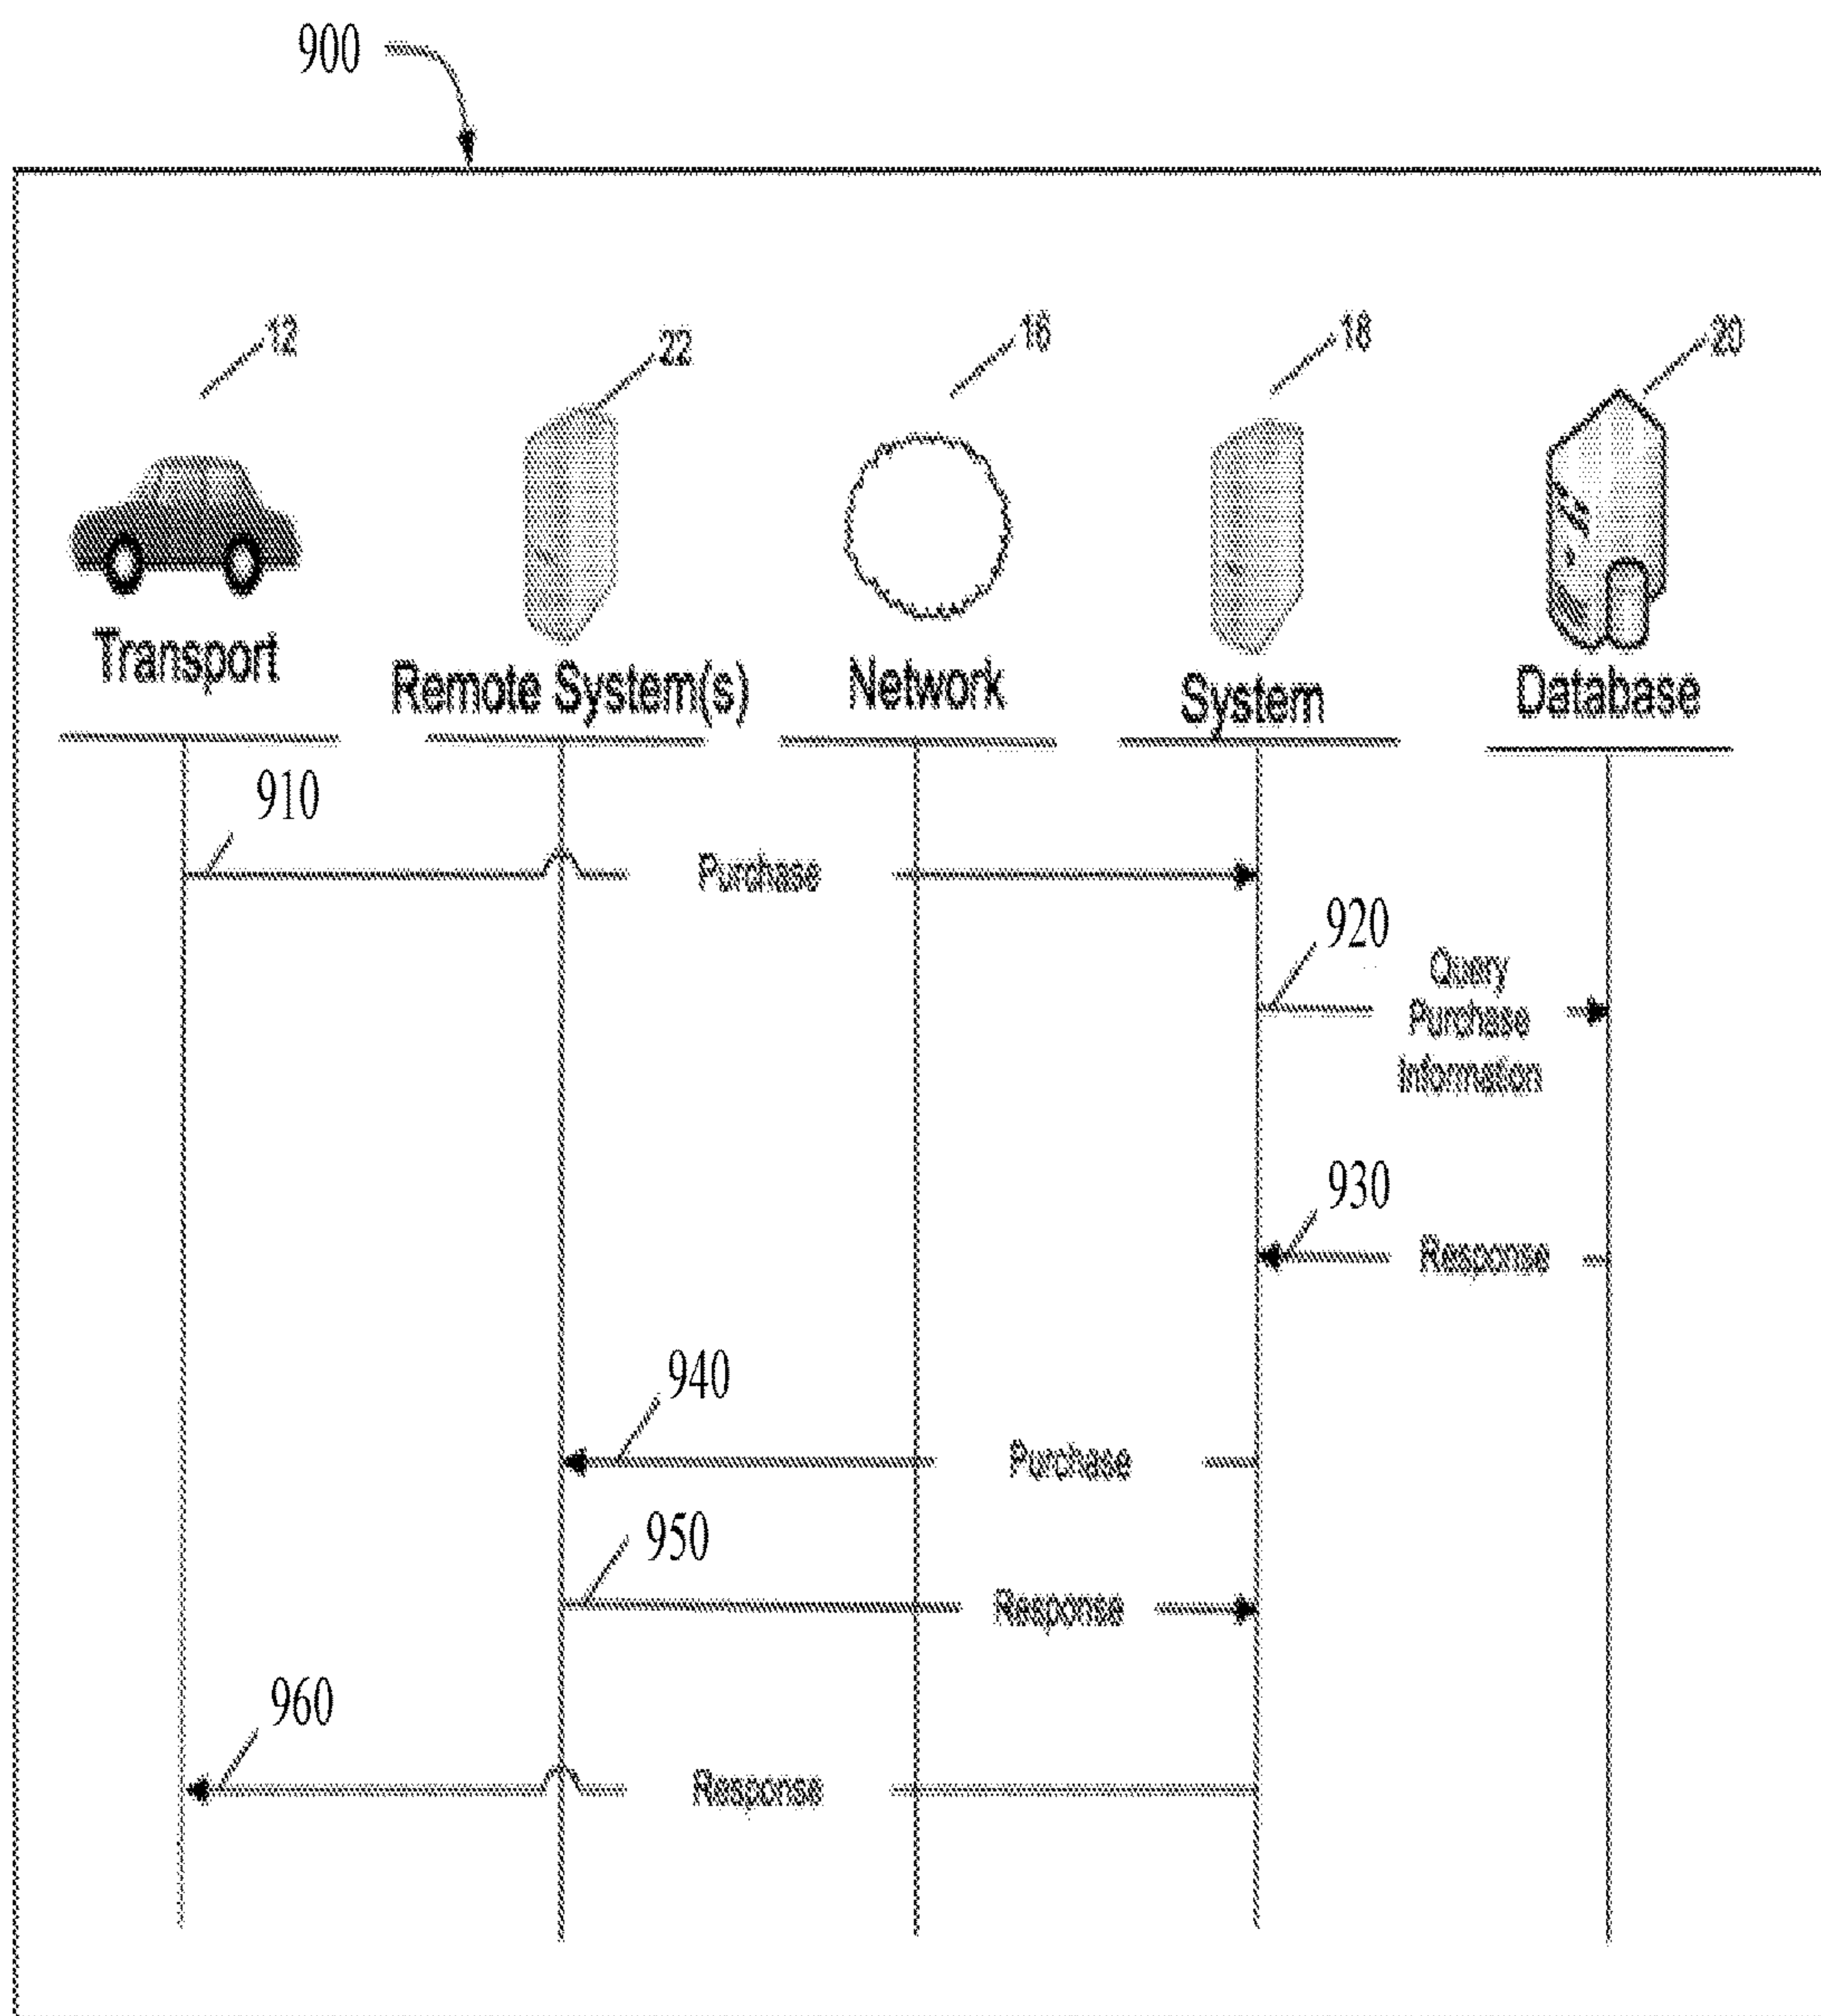 900
12
22
16
18
20
Transport
Remote System(s)
Network
System
Database
910
Purchase
920
Query
Purchase
Information
930
Response
940
Purchase
950
Response
960
Response